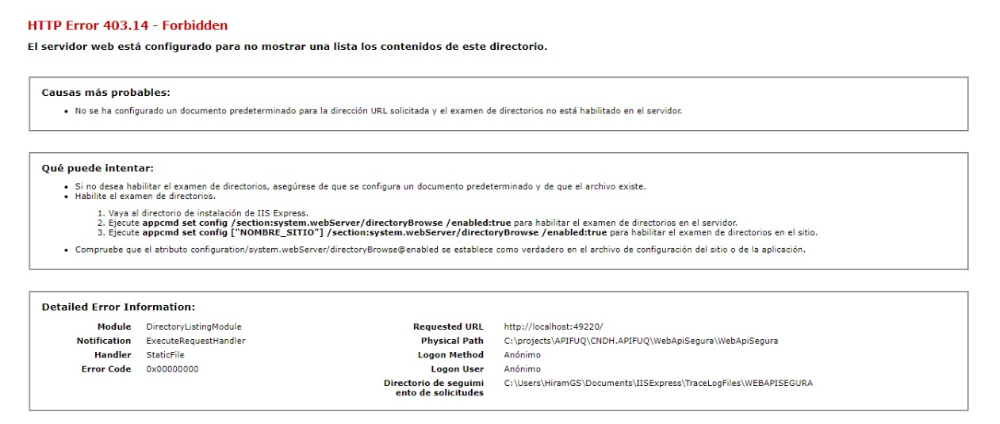 HTTP Error 403.14 - Forbidden
El servidor web está configurado para no mostrar una lista los contenidos de este directorio.
Causas más probables:
• No se ha configurado un documento predeterminado para la dirección URL solicitada y el examen de directorios no está habilitado en el servidor.
Qué puede intentar:
• Si no desea habilitar el examen de directorios, asegúrese de que se configura un documento predeterminado y de que el archivo existe.
• Habilite el examen de directorios.
1. Vaya al directorio de instalación de IIS Express.
2. Ejecute appcmd set config /section:system.webServer/directoryBrowse /enabled:true para habilitar el examen de directorios en el servidor.
3. Ejecute appcmd set config ["NOMBRE_SITIO"] /section:system.webServer/directoryBrowse /enabled:true para habilitar el examen de directorios en el sitio.
• Compruebe que el atributo configuration/system.webServer/directoryBrowse@enabled se establece como verdadero en el archivo de configuración del sitio o de la aplicación.
Detailed Error Information:
Module DirectoryListingModule
Notification ExecuteRequestHandler
Handler StaticFile
Error Code 0x00000000
Requested URL http://localhost:49220/
Physical Path C:\projects\APIFUQ\CNDH.APIFUQ\WebApiSegura\WebApiSegura
Logon Method Anónimo
Logon User Anónimo
Directorio de seguimi C:\Users\HiramGS\Documents\IISExpress\TraceLogFiles\WEBAPISEGURA
ento de solicitudes